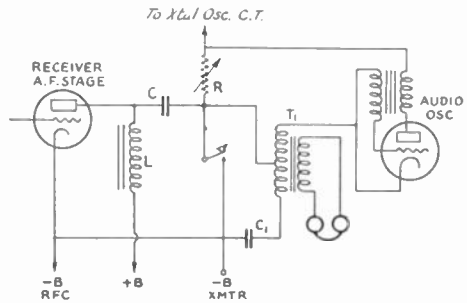 To Xtal Osc. C.T.
RECEIVER
A.F. STAGE
C
R
T1
AUDIO
OSC
L
C1
-B
RFC
+B
-B
XMTR